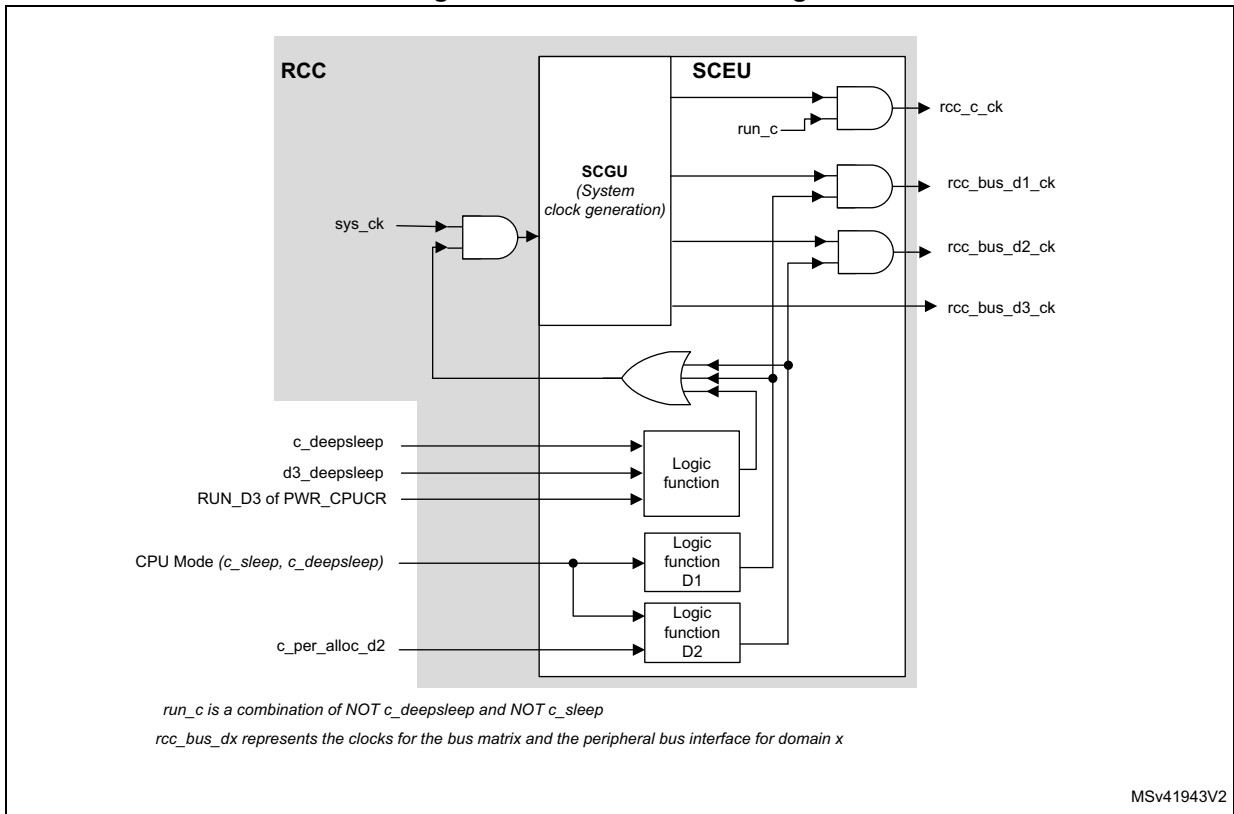 RCC
SCEU
rcc_c_ck
run_c
SCGU
(System
clock generation)
rcc_bus_d1_ck
sys_ck
rcc_bus_d2_ck
rcc_bus_d3_ck
c_deepsleep
d3_deepsleep
RUN_D3 of PWR_CPUCR
Logic
function
CPU Mode (c_sleep, c_deepsleep)
Logic
function
D1
Logic
function
D2
c_per_alloc_d2
run_c is a combination of NOT c_deepsleep and NOT c_sleep
rcc_bus_dx represents the clocks for the bus matrix and the peripheral bus interface for domain x
MSv41943V2